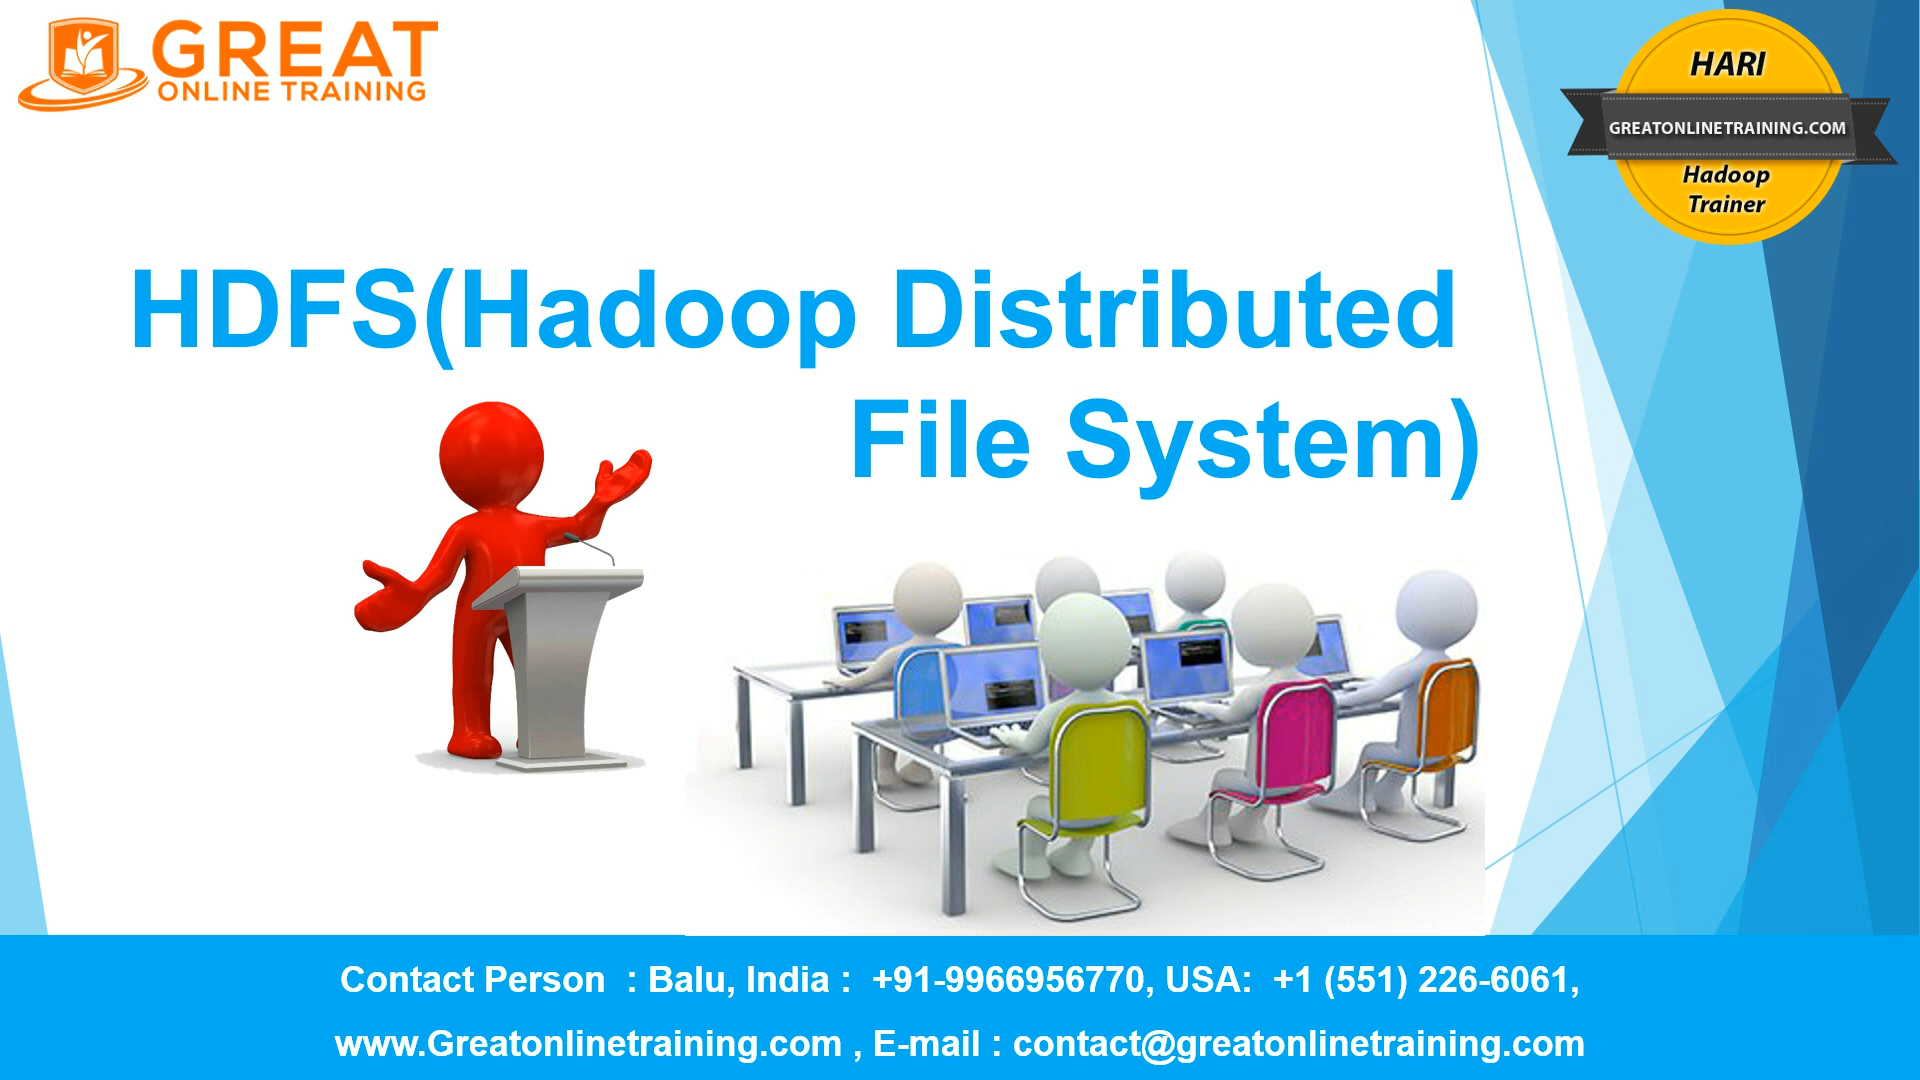 GREAT
ONLINE TRAINING
HARI
GREATONLINETRAINING.COM
Hadoop
Trainer
HDFS(Hadoop Distributed
File System)
Contact Person  : Balu, India :  +91-9966956770, USA:  +1 (551) 226-6061,
www.Greatonlinetraining.com , E-mail : contact@greatonlinetraining.com